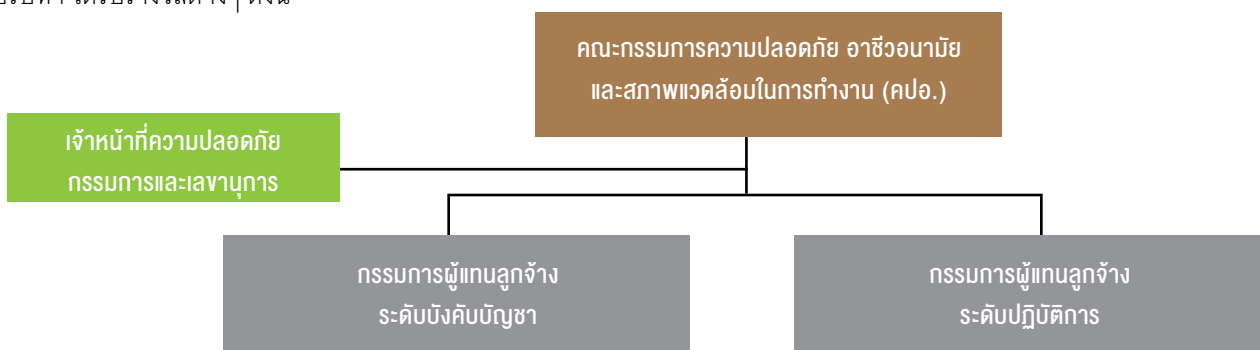 คณะกรรมการความปลอดภัย อาชีวอนามัย
และสภาพแวดล้อมในการทำงาน (คปอ.)
เจ้าหน้าที่ความปลอดภัย
กรรมการและเลขานุการ
กรรมการผู้แทนลูกจ้าง
ระดับบังคับบัญชา
กรรมการผู้แทนลูกจ้าง
ระดับปฏิบัติการ